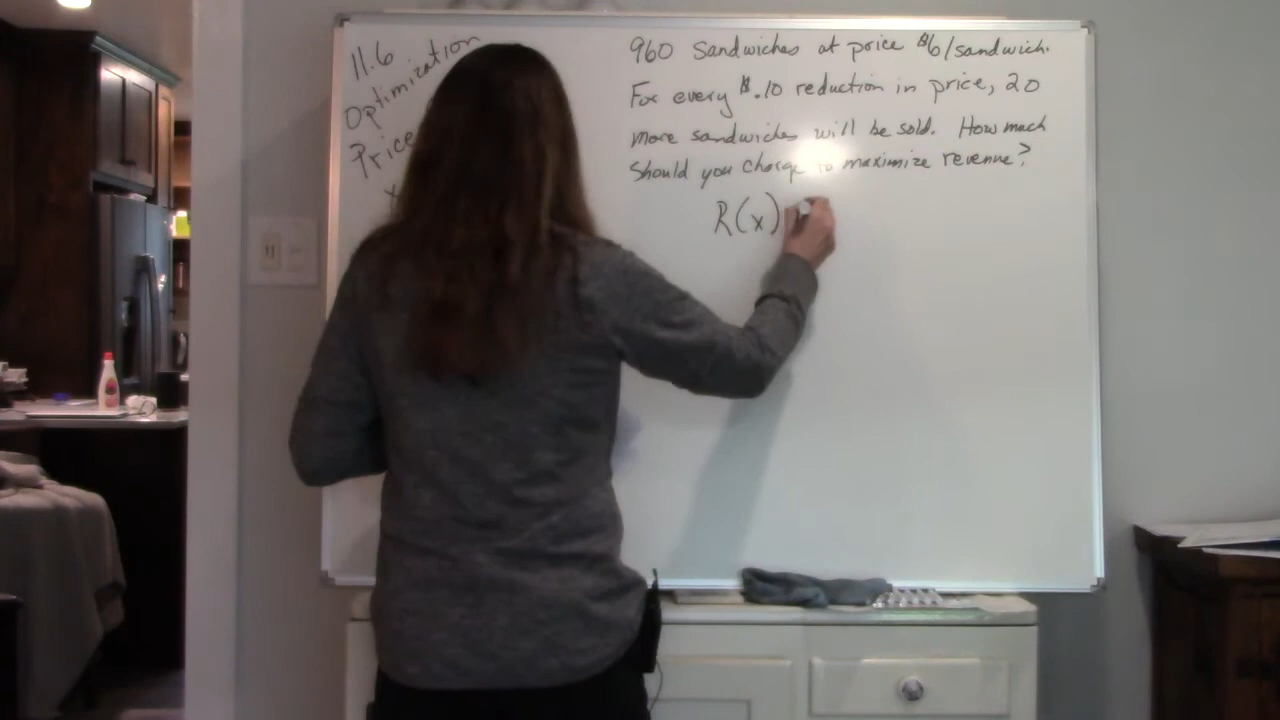 11.6
Optimization
Price
x
960 Sandwiches at price $6/sandwich.
For every $.10 reduction in price, 20
more sandwiches will be sold. How much
should you charge to maximize revenue?
R(x)